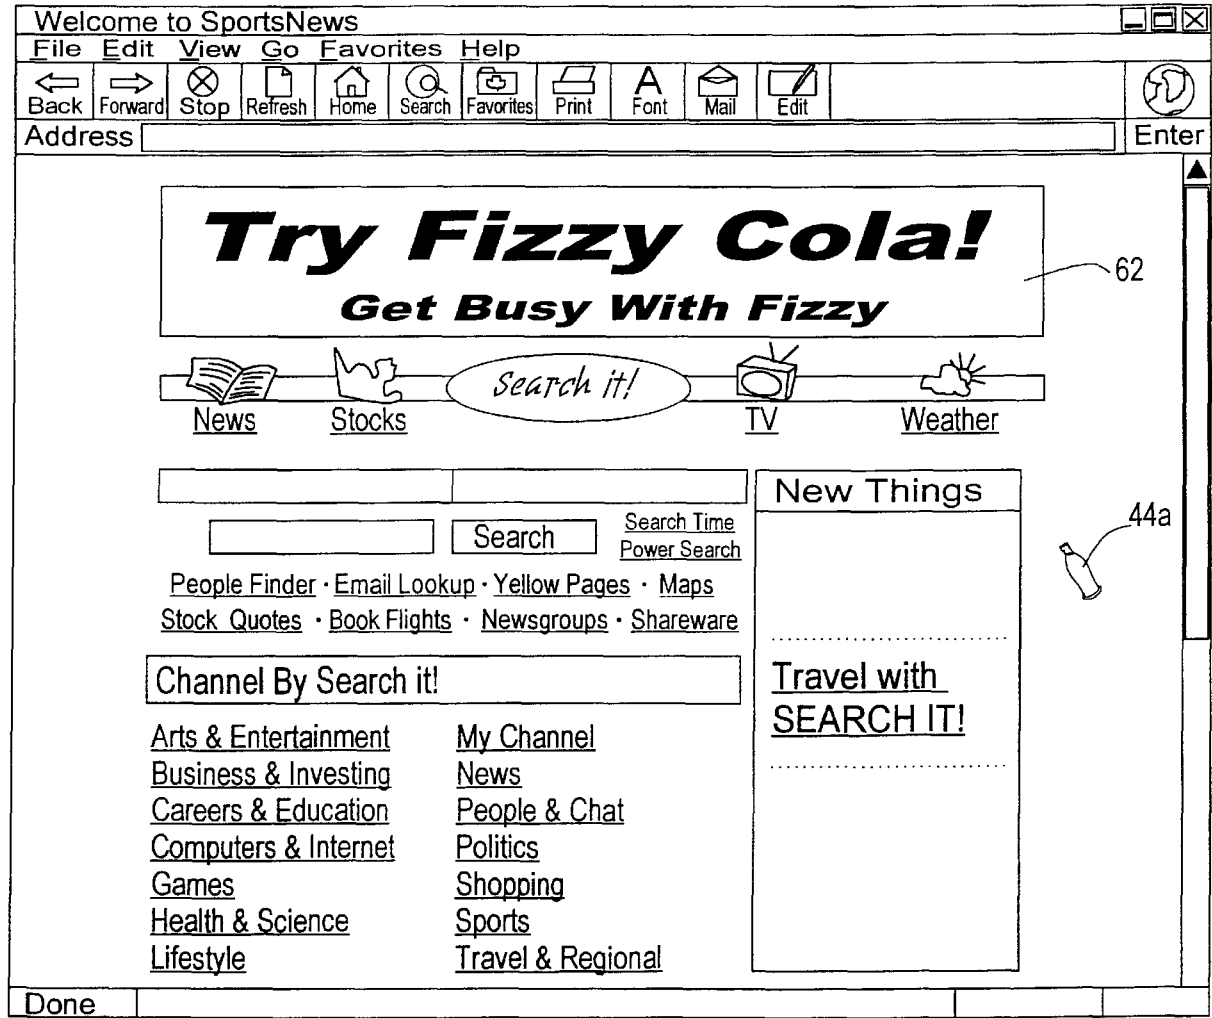 Welcome to SportsNews
File Edit View Go Favorites Help
Back Forward Stop Refresh Home Search Favorites Print A Font Mail Edit
Address Enter
Try Fizzy Cola!
Get Busy With Fizzy
62
search it!
News Stocks TV Weather
New Things
Search Search Time
Power Search
44a
People Finder · Email Lookup · Yellow Pages · Maps
Stock Quotes · Book Flights · Newsgroups · Shareware
Channel By Search it!
Travel with
SEARCH IT!
Arts & Entertainment My Channel
Business & Investing News
Careers & Education People & Chat
Computers & Internet Politics
Games Shopping
Health & Science Sports
Lifestyle Travel & Regional
Done